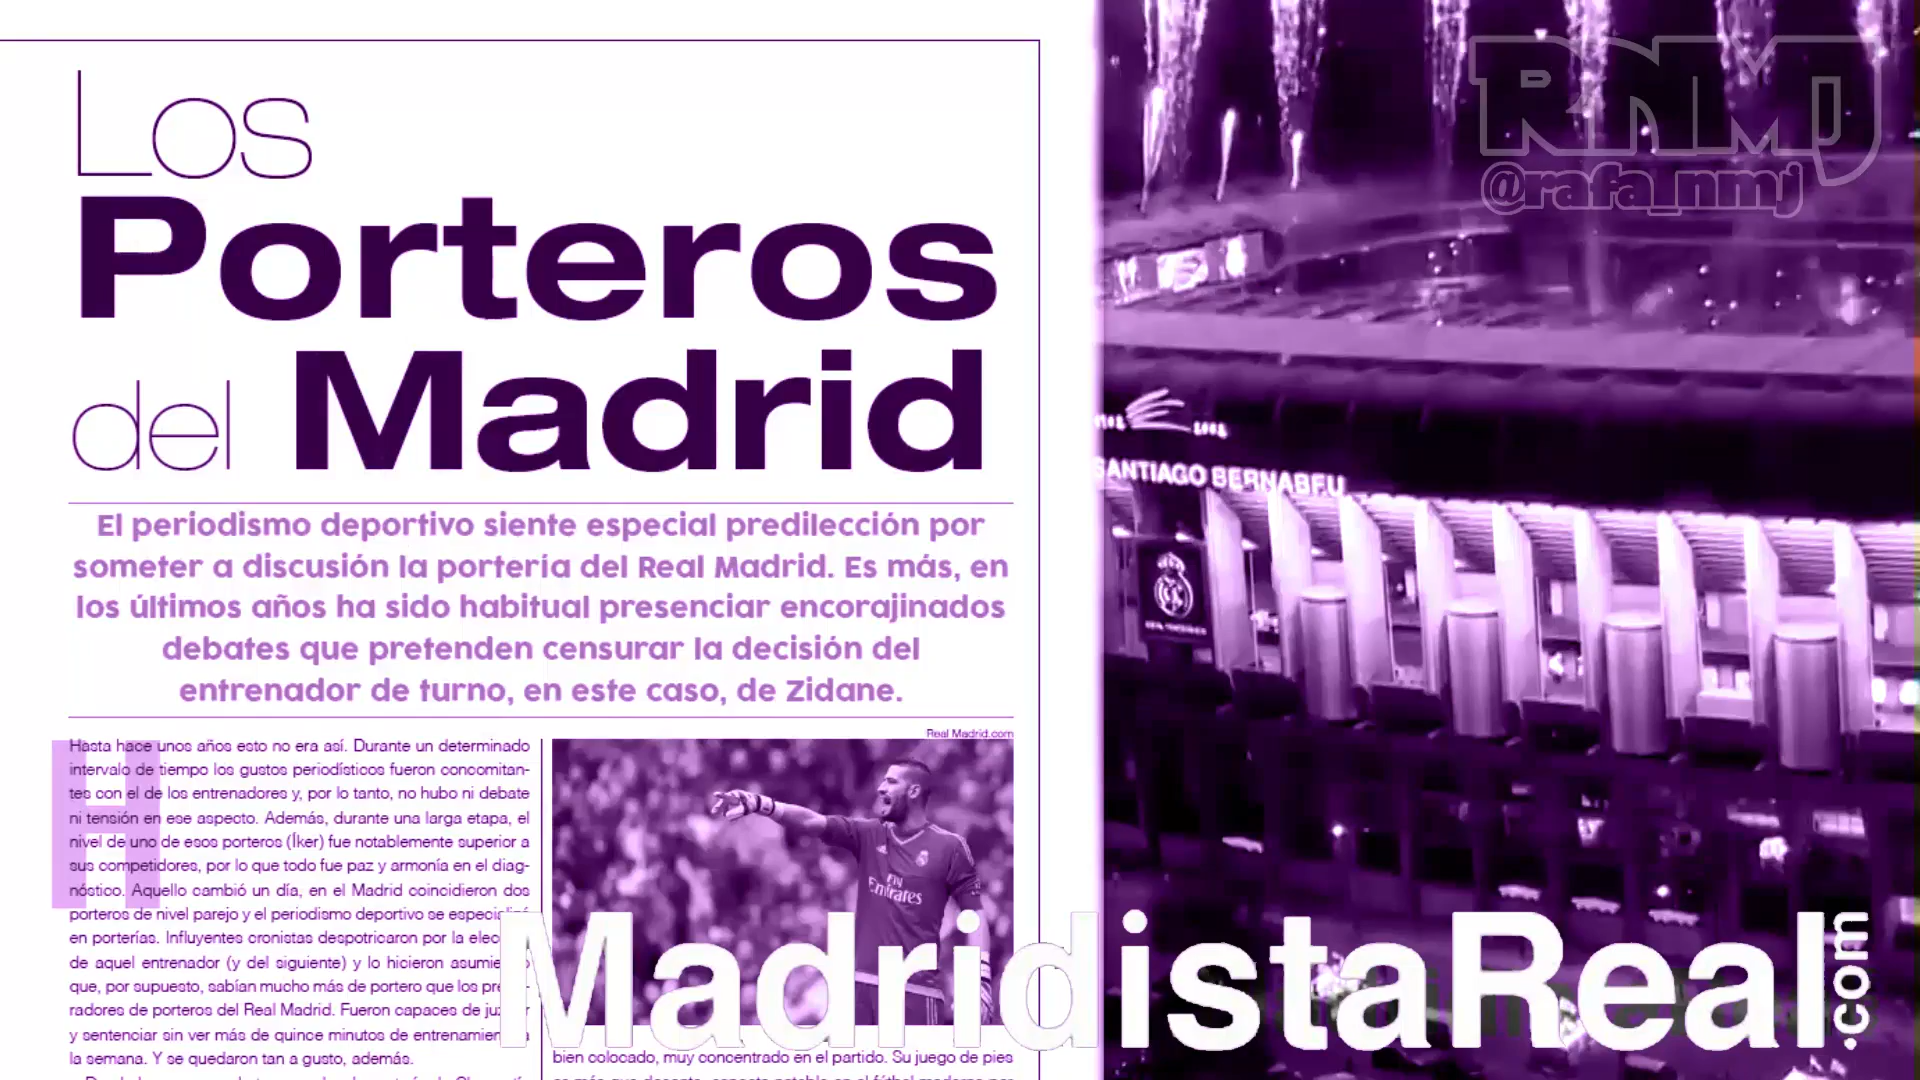 Los
Porteros
del Madrid
El periodismo deportivo siente especial predilección por
someter a discusión la portería del Real Madrid. Es más, en
los últimos años ha sido habitual presenciar encorajinados
debates que pretenden censurar la decisión del
entrenador de turno, en este caso, de Zidane.
Hasta hace unos años esto no era así. Durante un determinado
intervalo de tiempo los gustos periodísticos fueron concomitan-
tes con el de los entrenadores y, por lo tanto, no hubo ni debate
ni tensión en ese aspecto. Además, durante una larga etapa, el
nivel de uno de esos porteros (Íker) fue notablemente superior a
sus competidores, por lo que todo fue paz y armonía en el diag-
nóstico. Aquello cambió un día, en el Madrid coincidieron dos
porteros de nivel parejo y el periodismo deportivo se especializó
en porterías. Influyentes cronistas despotricaron por la elec
de aquel entrenador (y del siguiente) y lo hicieron asumie
que, por supuesto, sabían mucho más de portero que los pre
radores de porteros del Real Madrid. Fueron capaces de
y sentenciar sin ver más de quince minutos de entrenamien
la semana. Y se quedaron tan a gusto, además.
H
Real Madrid.com
Fly
Emirates
bien colocado, muy concentrado en el partido. Su juego de pies
RNMJ
@rafa_nmj
1902 2002
SANTIAGO BERNABEU
MadridistaReal.com